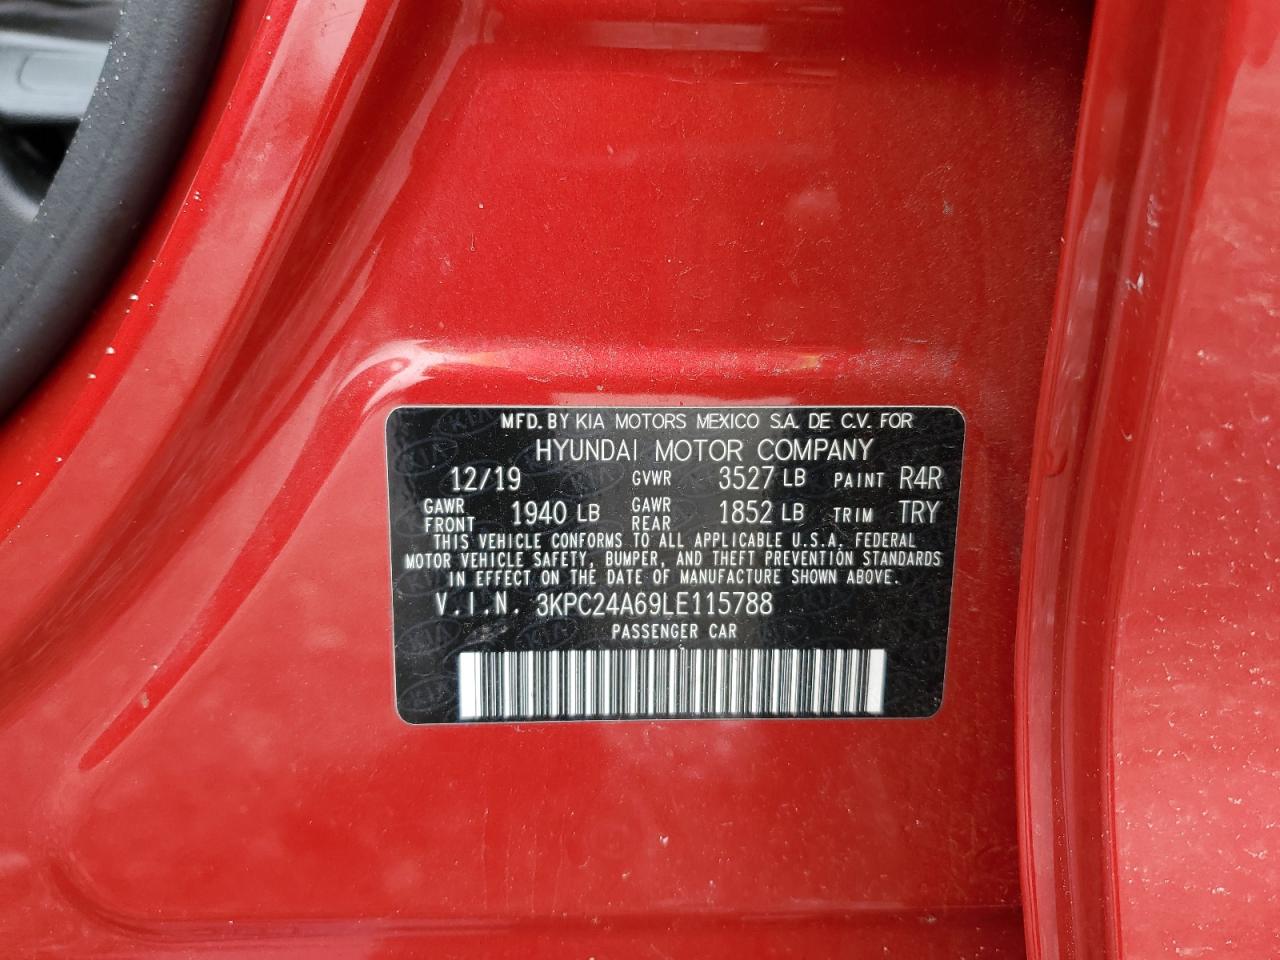 MFD. BY KIA MOTORS MEXICO S.A. DE C.V. FOR
HYUNDAI MOTOR COMPANY
12/19 GVWR 3527 LB PAINT R4R
GAWR FRONT 1940 LB GAWR REAR 1852 LB TRIM TRY
THIS VEHICLE CONFORMS TO ALL APPLICABLE U.S.A. FEDERAL
MOTOR VEHICLE SAFETY, BUMPER, AND THEFT PREVENTION STANDARDS
IN EFFECT ON THE DATE OF MANUFACTURE SHOWN ABOVE.
V.I.N. 3KPC24A69LE115788
PASSENGER CAR